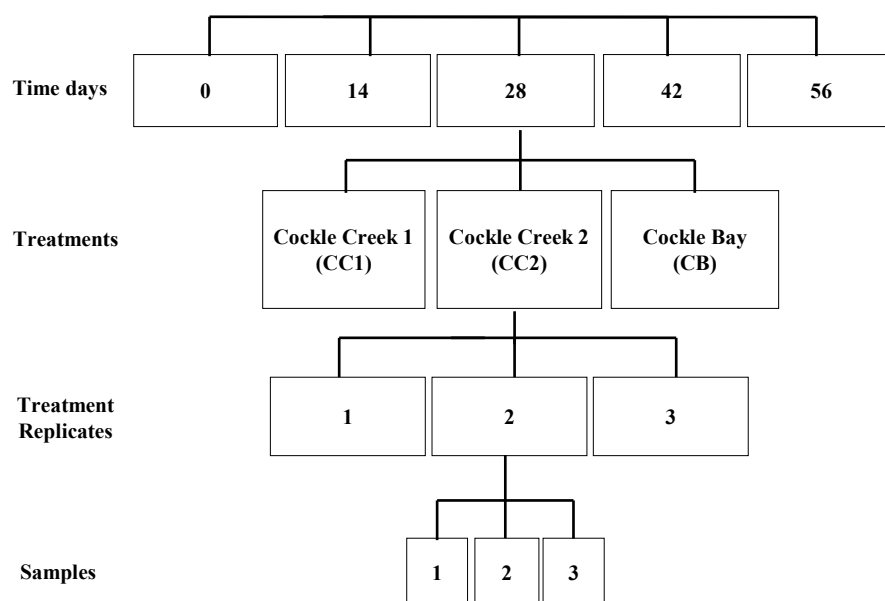 Time days
0
14
28
42
56
Treatments
Cockle Creek 1
(CC1)
Cockle Creek 2
(CC2)
Cockle Bay
(CB)
Treatment
Replicates
1
2
3
Samples
1
2
3